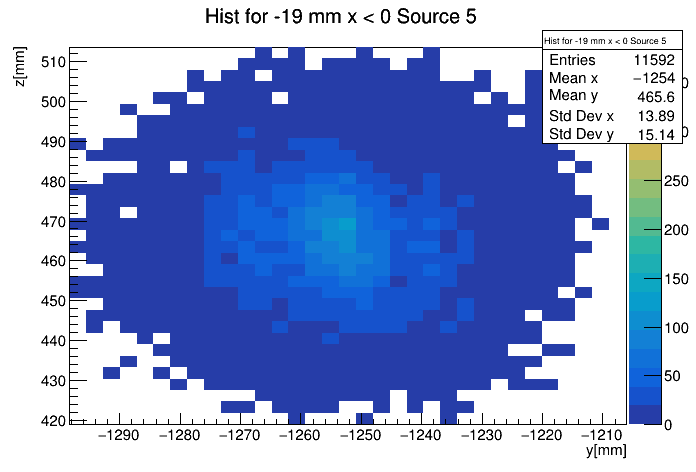 Hist for -19 mm x < 0 Source 5
Hist for -19 mm x < 0 Source 5
Entries 11592
Mean x −1254
Mean y 465.6
Std Dev x 13.89
Std Dev y 15.14
z[mm]
510
500
490
480
470
460
450
440
430
420
−1290 −1280 −1270 −1260 −1250 −1240 −1230 −1220 −1210
y[mm]
250
200
150
100
50
0